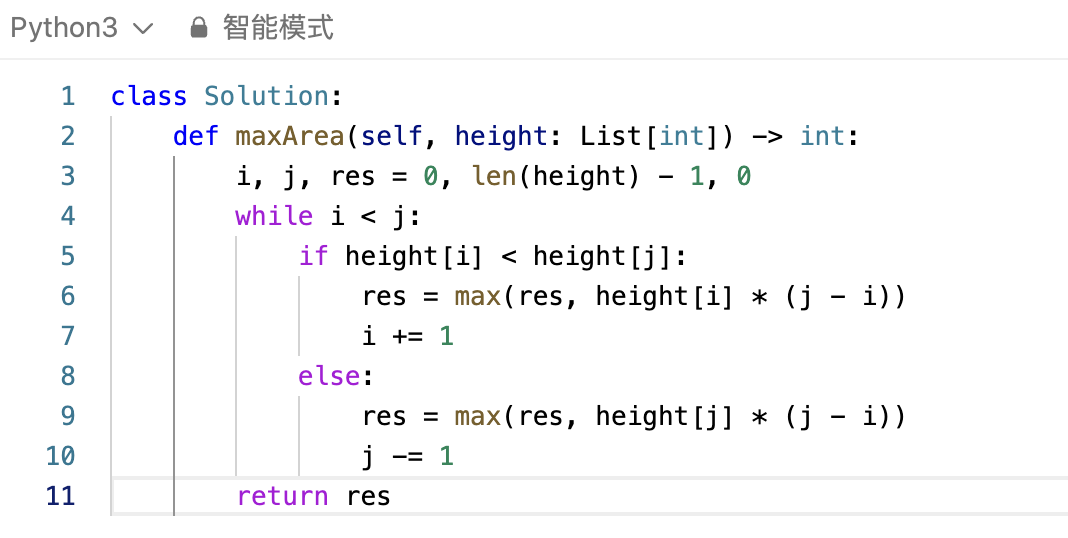 Python3 智能模式
1 class Solution:
2     def maxArea(self, height: List[int]) -> int:
3         i, j, res = 0, len(height) - 1, 0
4         while i < j:
5             if height[i] < height[j]:
6                 res = max(res, height[i] * (j - i))
7                 i += 1
8             else:
9                 res = max(res, height[j] * (j - i))
10                 j -= 1
11         return res